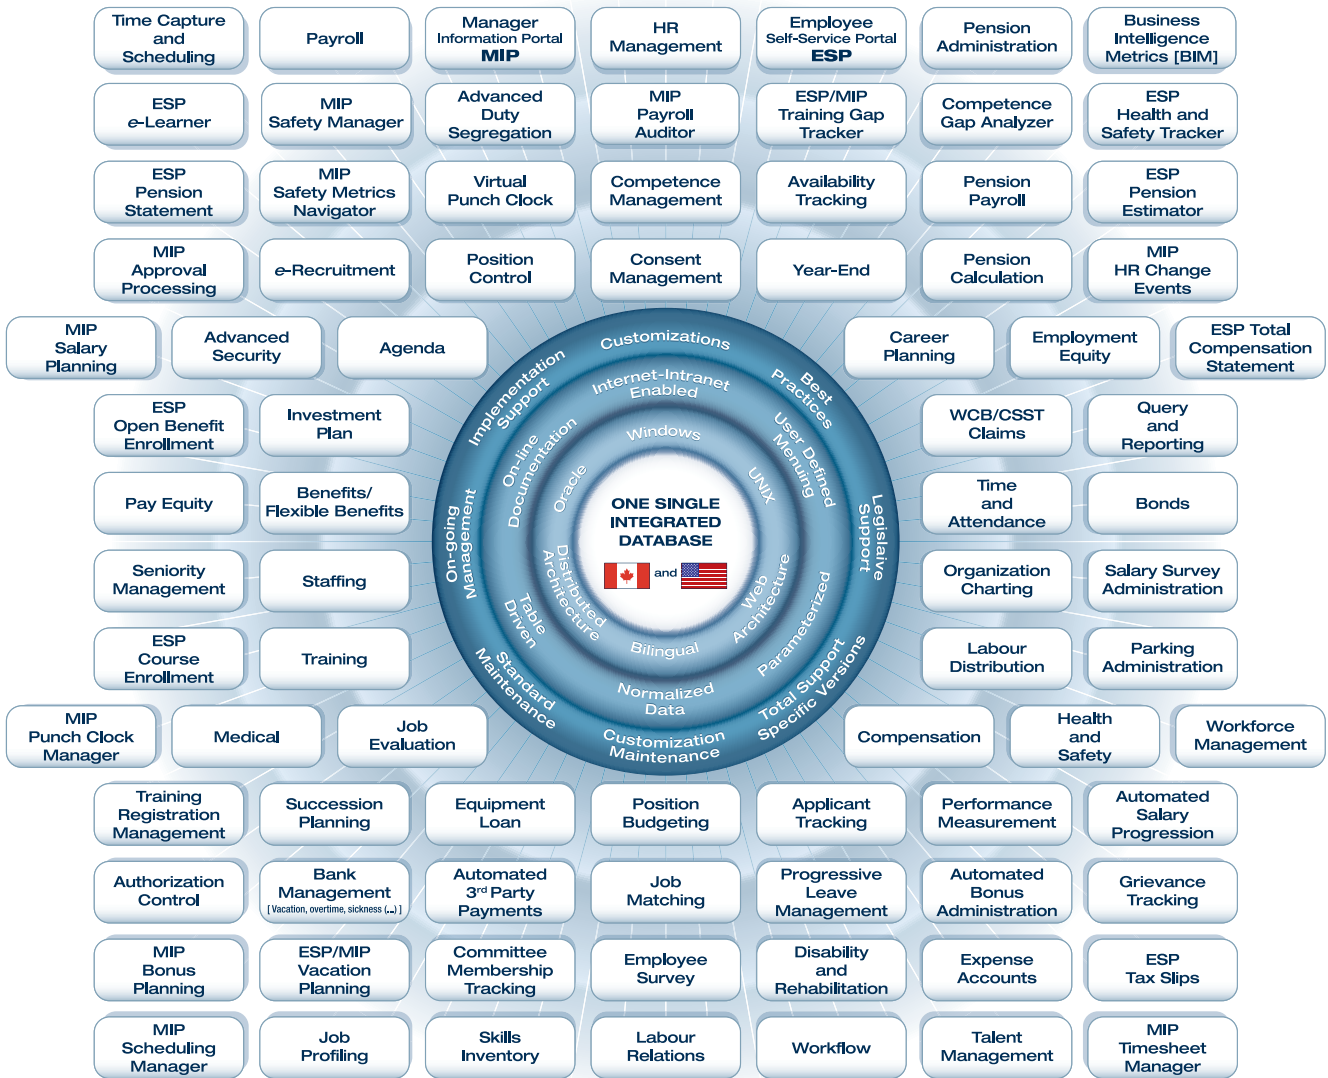 Time Capture
and
Scheduling
Payroll
Manager
Information Portal
MIP
HR
Management
Employee
Self-Service Portal
ESP
Pension
Administration
Business
Intelligence
Metrics [BIM]
ESP
e-Learner
MIP
Safety Manager
Advanced
Duty
Segregation
MIP
Payroll
Auditor
ESP/MIP
Training Gap
Tracker
Competence
Gap Analyzer
ESP
Health and
Safety Tracker
ESP
Pension
Statement
MIP
Safety Metrics
Navigator
Virtual
Punch Clock
Competence
Management
Availability
Tracking
Pension
Payroll
ESP
Pension
Estimator
MIP
Approval
Processing
e-Recruitment
Position
Control
Consent
Management
Year-End
Pension
Calculation
MIP
HR Change
Events
MIP
Salary
Planning
Advanced
Security
Agenda
Career
Planning
Employment
Equity
ESP Total
Compensation
Statement
ESP
Open Benefit
Enrollment
Investment
Plan
WCB/CSST
Claims
Query
and
Reporting
Pay Equity
Benefits/
Flexible Benefits
Time
and
Attendance
Bonds
Seniority
Management
Staffing
Organization
Charting
Salary Survey
Administration
ESP
Course
Enrollment
Training
Labour
Distribution
Parking
Administration
MIP
Punch Clock
Manager
Medical
Job
Evaluation
Compensation
Health
and
Safety
Workforce
Management
Customizations
Best
Practices
Legislaive
Support
Total Support
Specific Versions
Customization
Maintenance
Standard
Maintenance
On-going
Management
Implementation
Support
Internet-Intranet
Enabled
User Defined
Menuing
Parameterized
Normalized
Data
Table
Driven
On-line
Documentation
Windows
UNIX
Web
Architecture
Bilingual
Distributed
Architecture
Oracle
ONE SINGLE
INTEGRATED
DATABASE
and
Training
Registration
Management
Succession
Planning
Equipment
Loan
Position
Budgeting
Applicant
Tracking
Performance
Measurement
Automated
Salary
Progression
Authorization
Control
Bank
Management
[ Vacation, overtime, sickness (...) ]
Automated
3rd Party
Payments
Job
Matching
Progressive
Leave
Management
Automated
Bonus
Administration
Grievance
Tracking
MIP
Bonus
Planning
ESP/MIP
Vacation
Planning
Committee
Membership
Tracking
Employee
Survey
Disability
and
Rehabilitation
Expense
Accounts
ESP
Tax Slips
MIP
Scheduling
Manager
Job
Profiling
Skills
Inventory
Labour
Relations
Workflow
Talent
Management
MIP
Timesheet
Manager